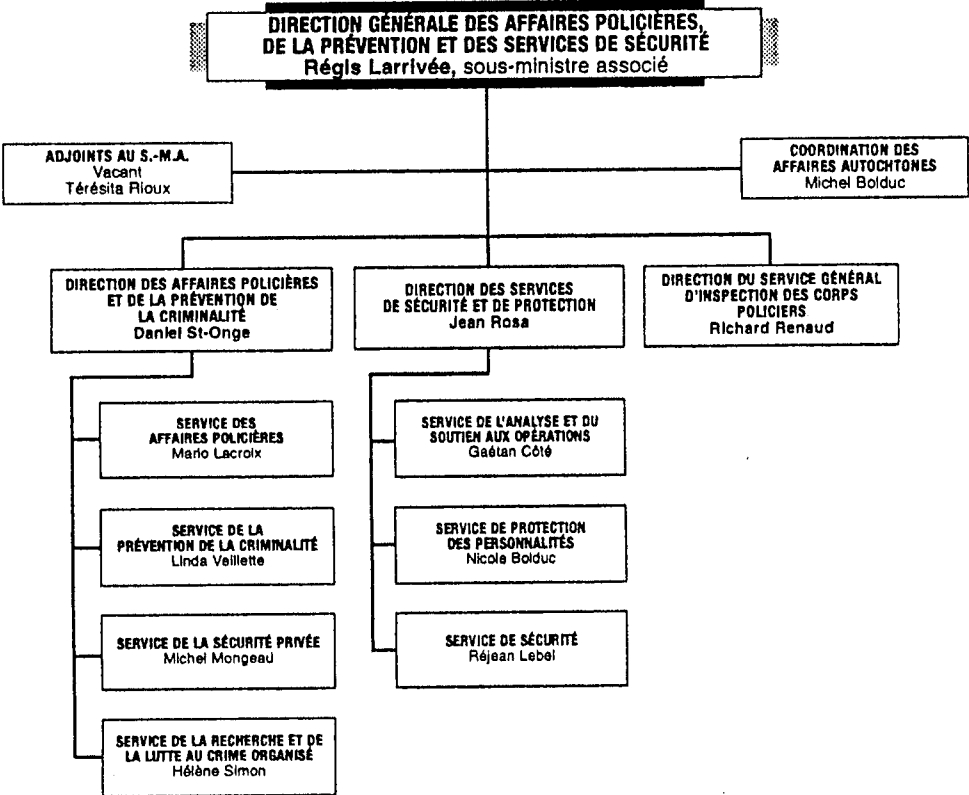 DIRECTION GÉNÉRALE DES AFFAIRES POLICIÈRES,
DE LA PRÉVENTION ET DES SERVICES DE SÉCURITÉ
Régis Larrivée, sous-ministre associé
ADJOINTS AU S.-M.A.
Vacant
Térésita Rioux
COORDINATION DES
AFFAIRES AUTOCHTONES
Michel Bolduc
DIRECTION DES AFFAIRES POLICIÈRES
ET DE LA PRÉVENTION DE
LA CRIMINALITÉ
Daniel St-Onge
DIRECTION DES SERVICES
DE SÉCURITÉ ET DE PROTECTION
Jean Rosa
DIRECTION DU SERVICE GÉNÉRAL
D'INSPECTION DES CORPS
POLICIERS
Richard Renaud
SERVICE DES
AFFAIRES POLICIÈRES
Mario Lacroix
SERVICE DE LA
PRÉVENTION DE LA CRIMINALITÉ
Linda Veillette
SERVICE DE LA SÉCURITÉ PRIVÉE
Michel Mongeau
SERVICE DE LA RECHERCHE ET DE
LA LUTTE AU CRIME ORGANISÉ
Hélène Simon
SERVICE DE L'ANALYSE ET DU
SOUTIEN AUX OPÉRATIONS
Gaétan Côté
SERVICE DE PROTECTION
DES PERSONNALITÉS
Nicole Bolduc
SERVICE DE SÉCURITÉ
Réjean Lebel